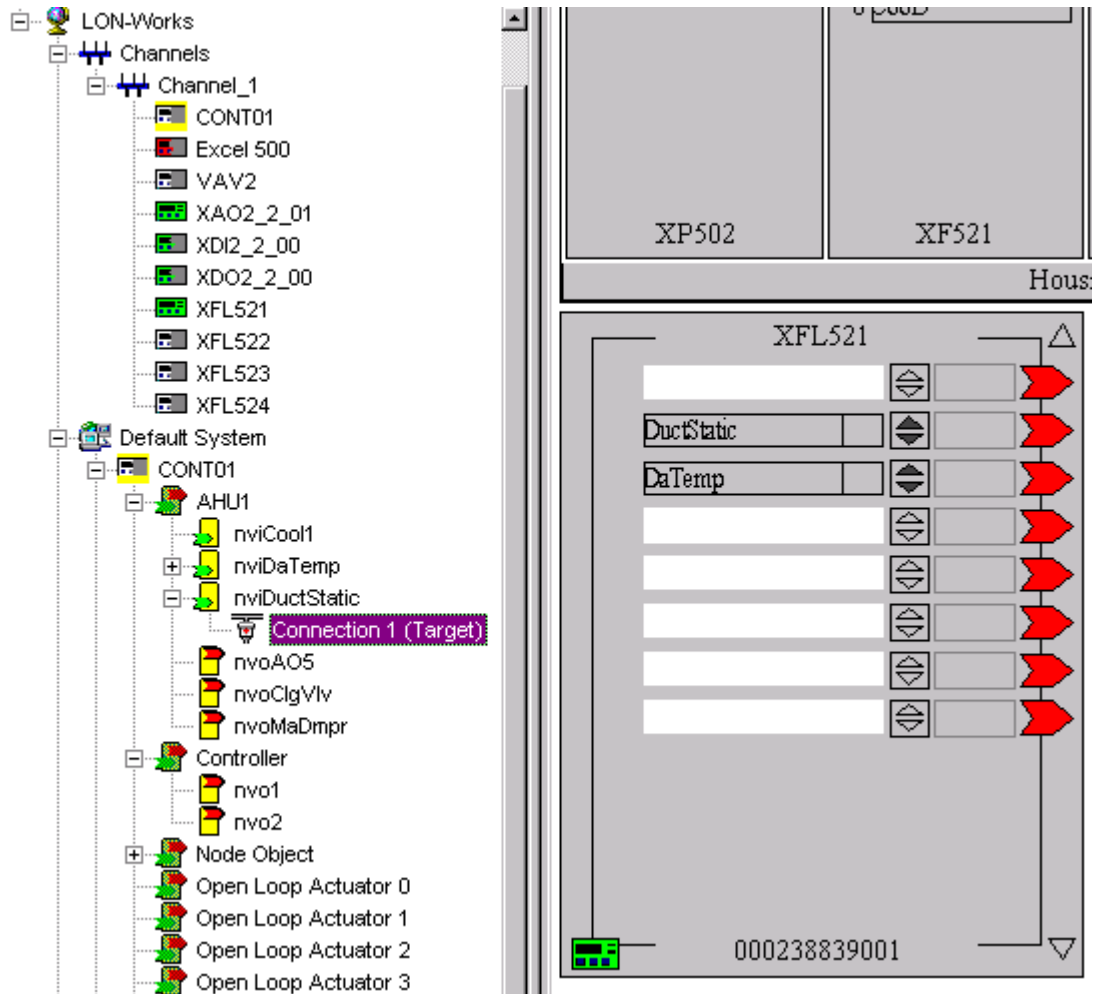 LON-Works
Channels
Channel_1
CONT01
Excel 500
VAV2
XAO2_2_01
XDI2_2_00
XDO2_2_00
XFL521
XFL522
XFL523
XFL524
Default System
CONT01
AHU1
nviCool1
nviDaTemp
nviDuctStatic
Connection 1 (Target)
nvoAO5
nvoClgVlv
nvoMaDmpr
Controller
nvo1
nvo2
Node Object
Open Loop Actuator 0
Open Loop Actuator 1
Open Loop Actuator 2
Open Loop Actuator 3
XP502
XF521
Hous
XFL521
DuctStatic
DaTemp
000238839001